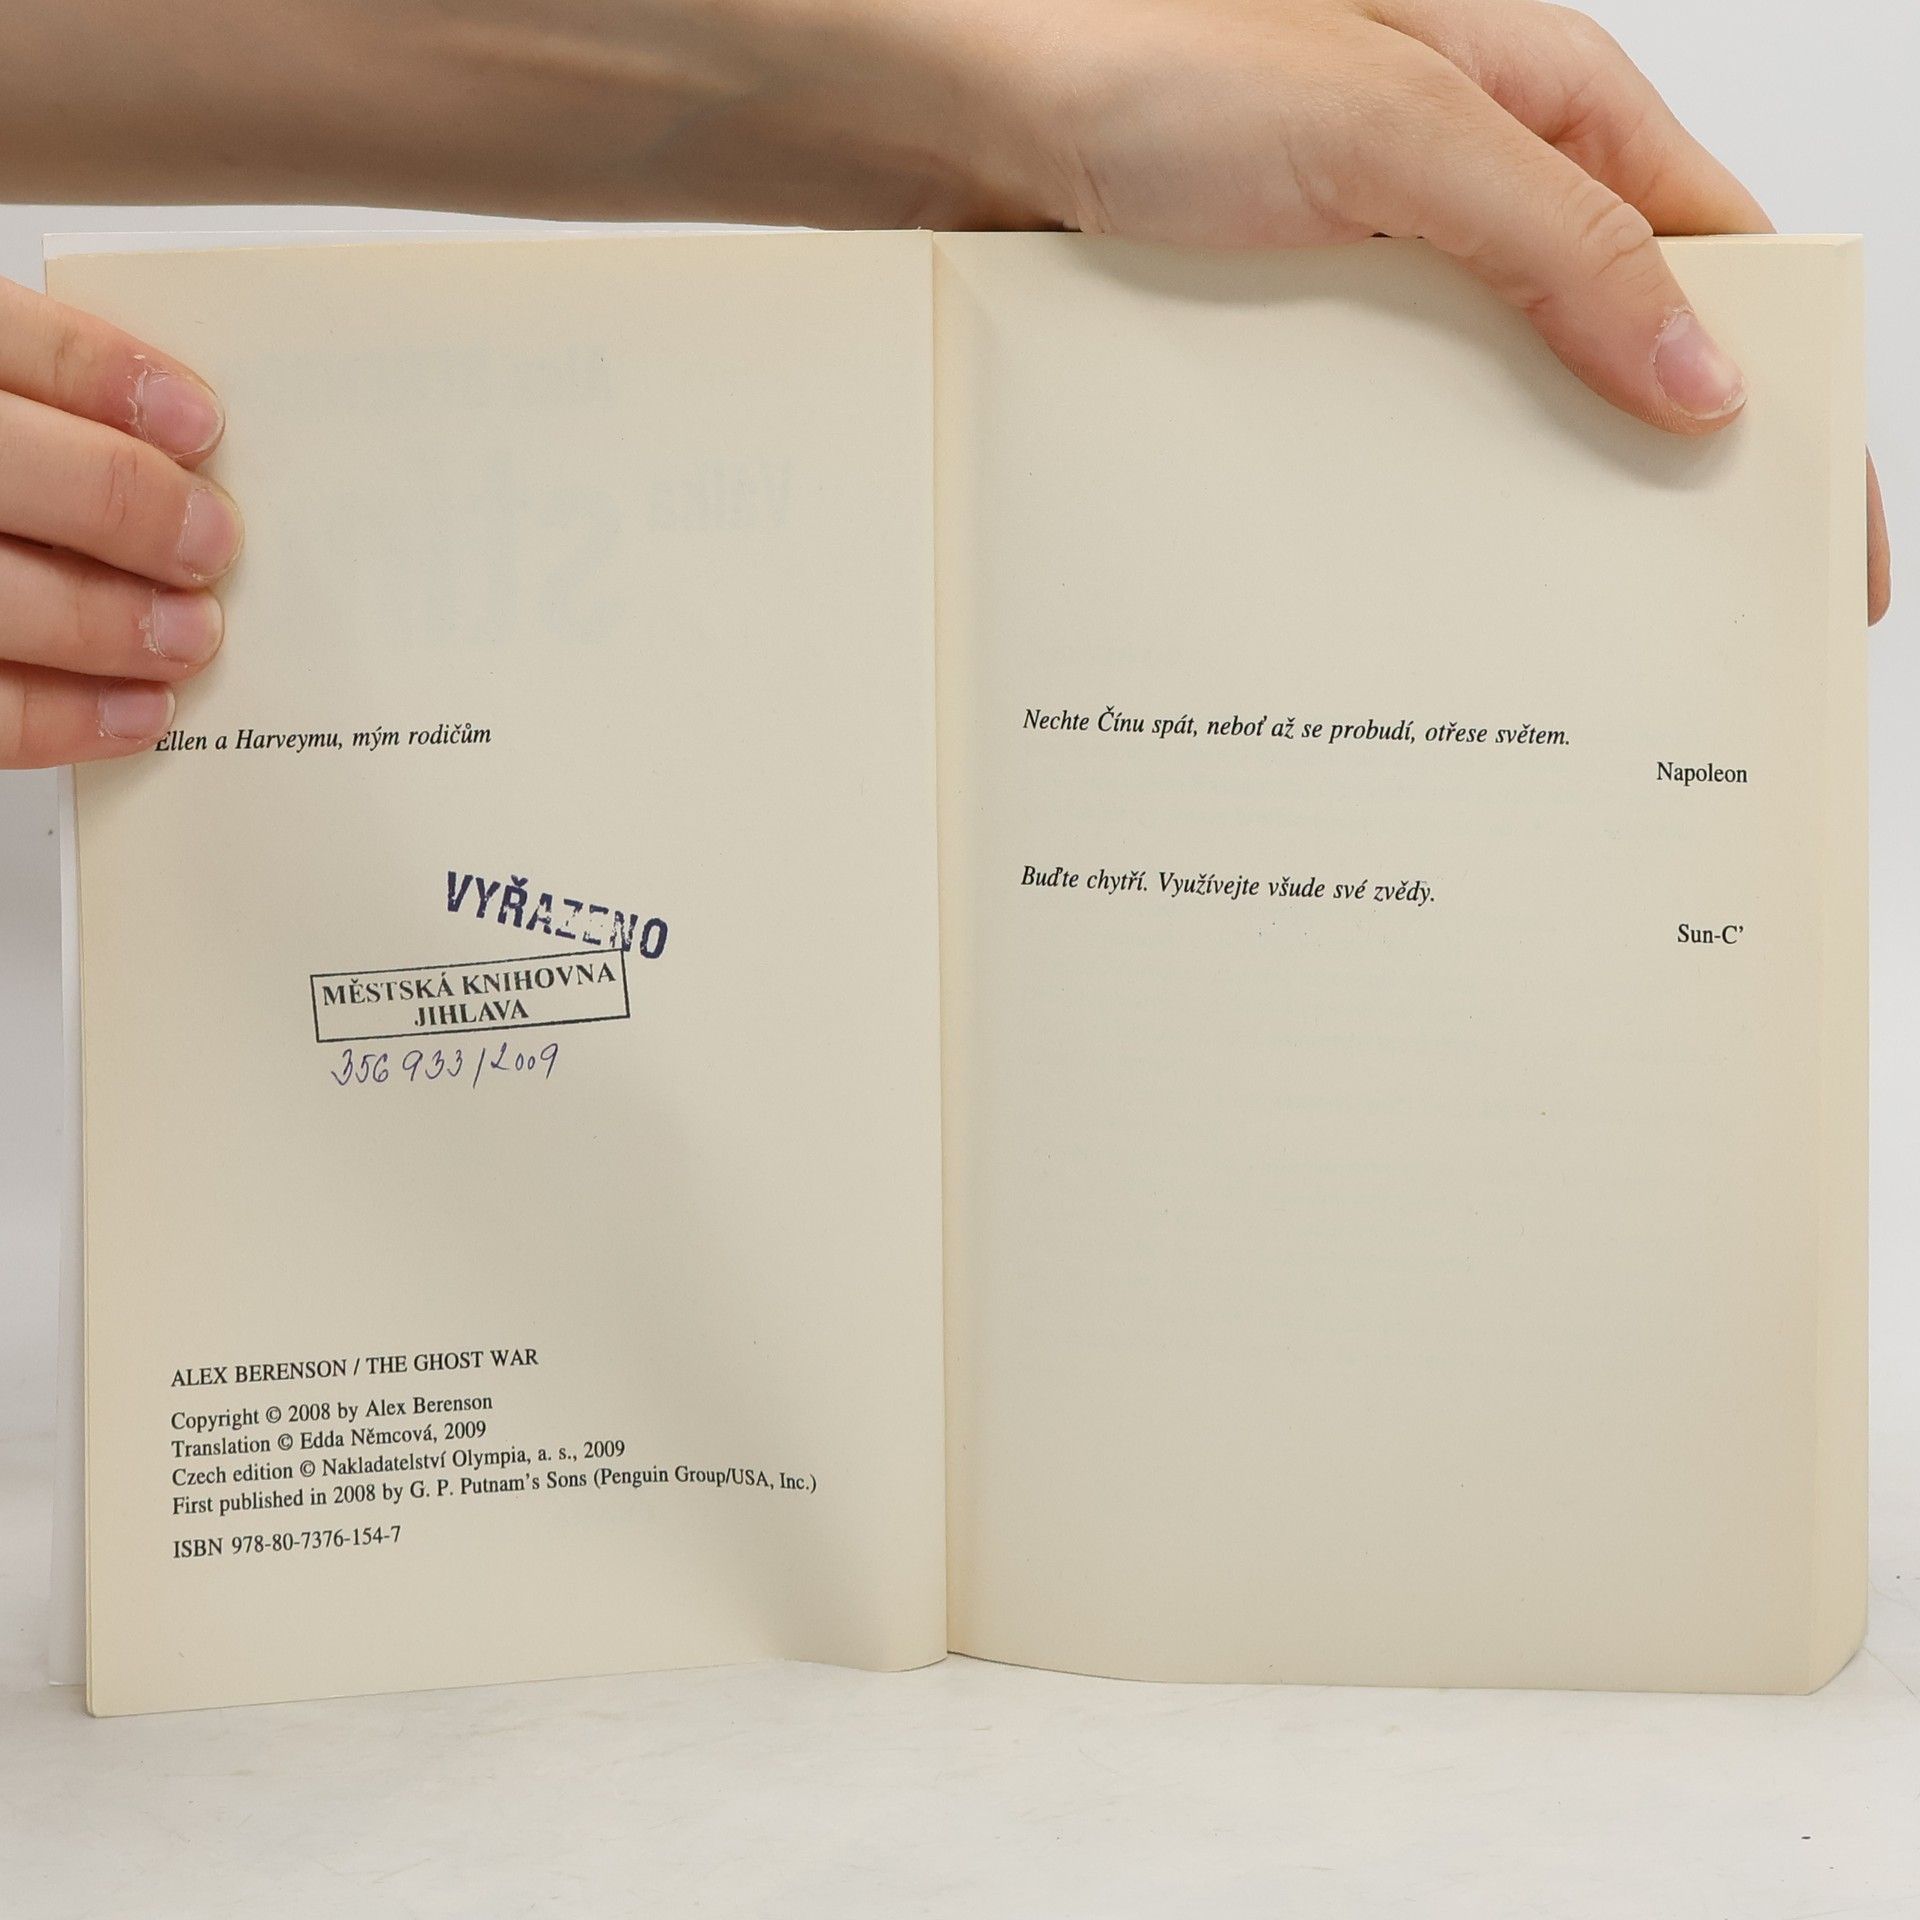 Ellen a Harveymu, mým rodičům
VYŘAZENO
MĚSTSKÁ KNIHOVNA
JIHLAVA
356 933/2009
ALEX BERENSON / THE GHOST WAR
Copyright © 2008 by Alex Berenson
Translation © Edda Němcová, 2009
Czech edition © Nakladatelství Olympia, a. s., 2009
First published in 2008 by G. P. Putnam's Sons (Penguin Group/USA, Inc.)
ISBN 978-80-7376-154-7
Nechte Čínu spát, neboť až se probudí, otřese světem.
Napoleon
Buďte chytří. Využívejte všude své zvědy.
Sun-C'